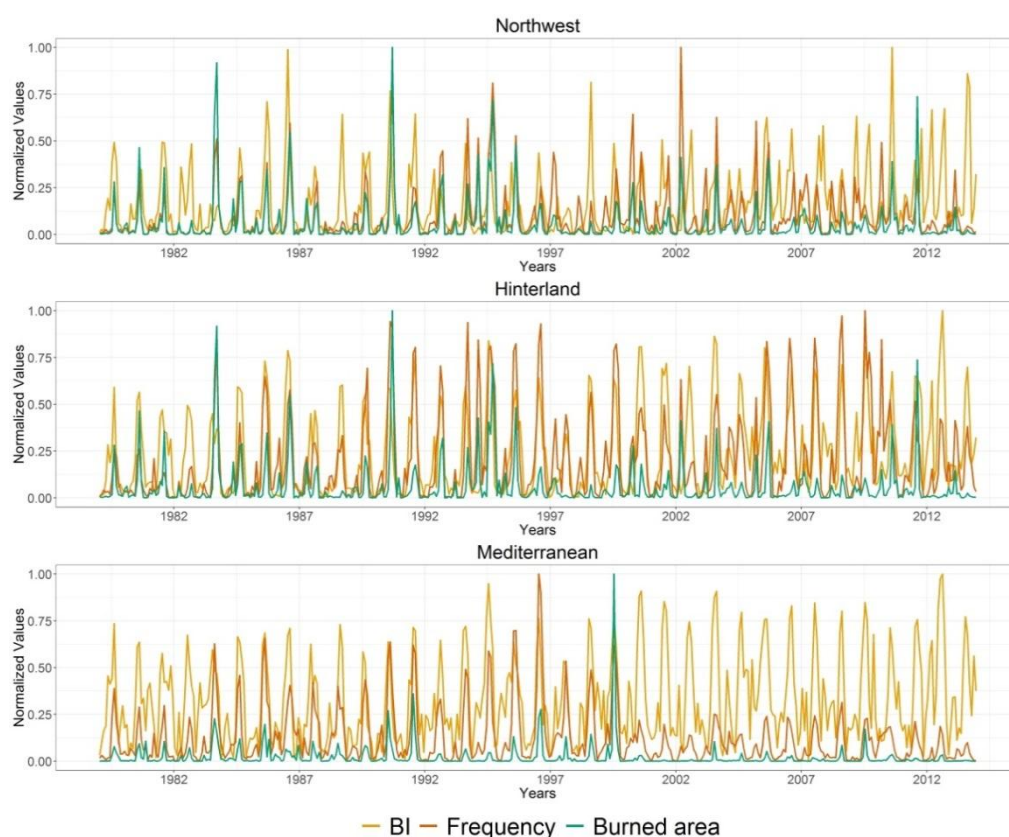 Northwest
Normalized Values
1.00
0.75
0.50
0.25
0.00
1982 1987 1992 1997 2002 2007 2012
Years
Hinterland
Normalized Values
1.00
0.75
0.50
0.25
0.00
1982 1987 1992 1997 2002 2007 2012
Years
Mediterranean
Normalized Values
1.00
0.75
0.50
0.25
0.00
1982 1987 1992 1997 2002 2007 2012
Years
BI Frequency Burned area